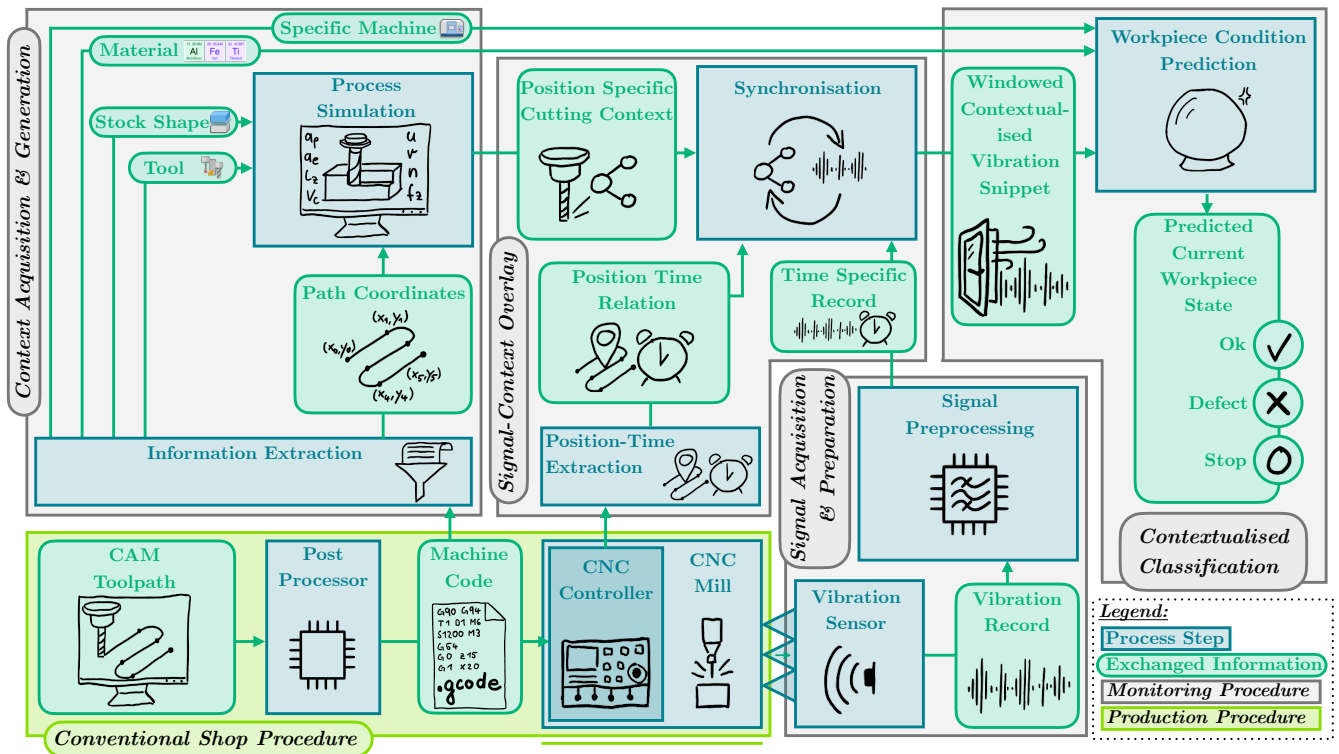 Context Acquisition & Generation
Specific Machine
Material
Al
Fe
Ti
Stock Shape
Tool
Process
Simulation
ap
ae
Vc
u
v
n
fz
Path Coordinates
(x1,y1)
(x0,y0)
(x5,y5)
(x4,y4)
Information Extraction
Signal-Context Overlay
Position Specific
Cutting Context
Synchronisation
Position Time
Relation
Time Specific
Record
Position-Time
Extraction
Windowed
Contextual-
ised
Vibration
Snippet
Workpiece Condition
Prediction
Predicted
Current
Workpiece
State
Ok
Defect
Stop
Contextualised
Classification
Signal Acquisition
& Preparation
Signal
Preprocessing
Vibration
Sensor
Vibration
Record
CAM
Toolpath
Post
Processor
Machine
Code
G90 G94
T1 D1 M6
S1200 M3
G54
G0 Z15
G1 X20
.gcode
CNC
Controller
CNC
Mill
Conventional Shop Procedure
Legend:
Process Step
Exchanged Information
Monitoring Procedure
Production Procedure